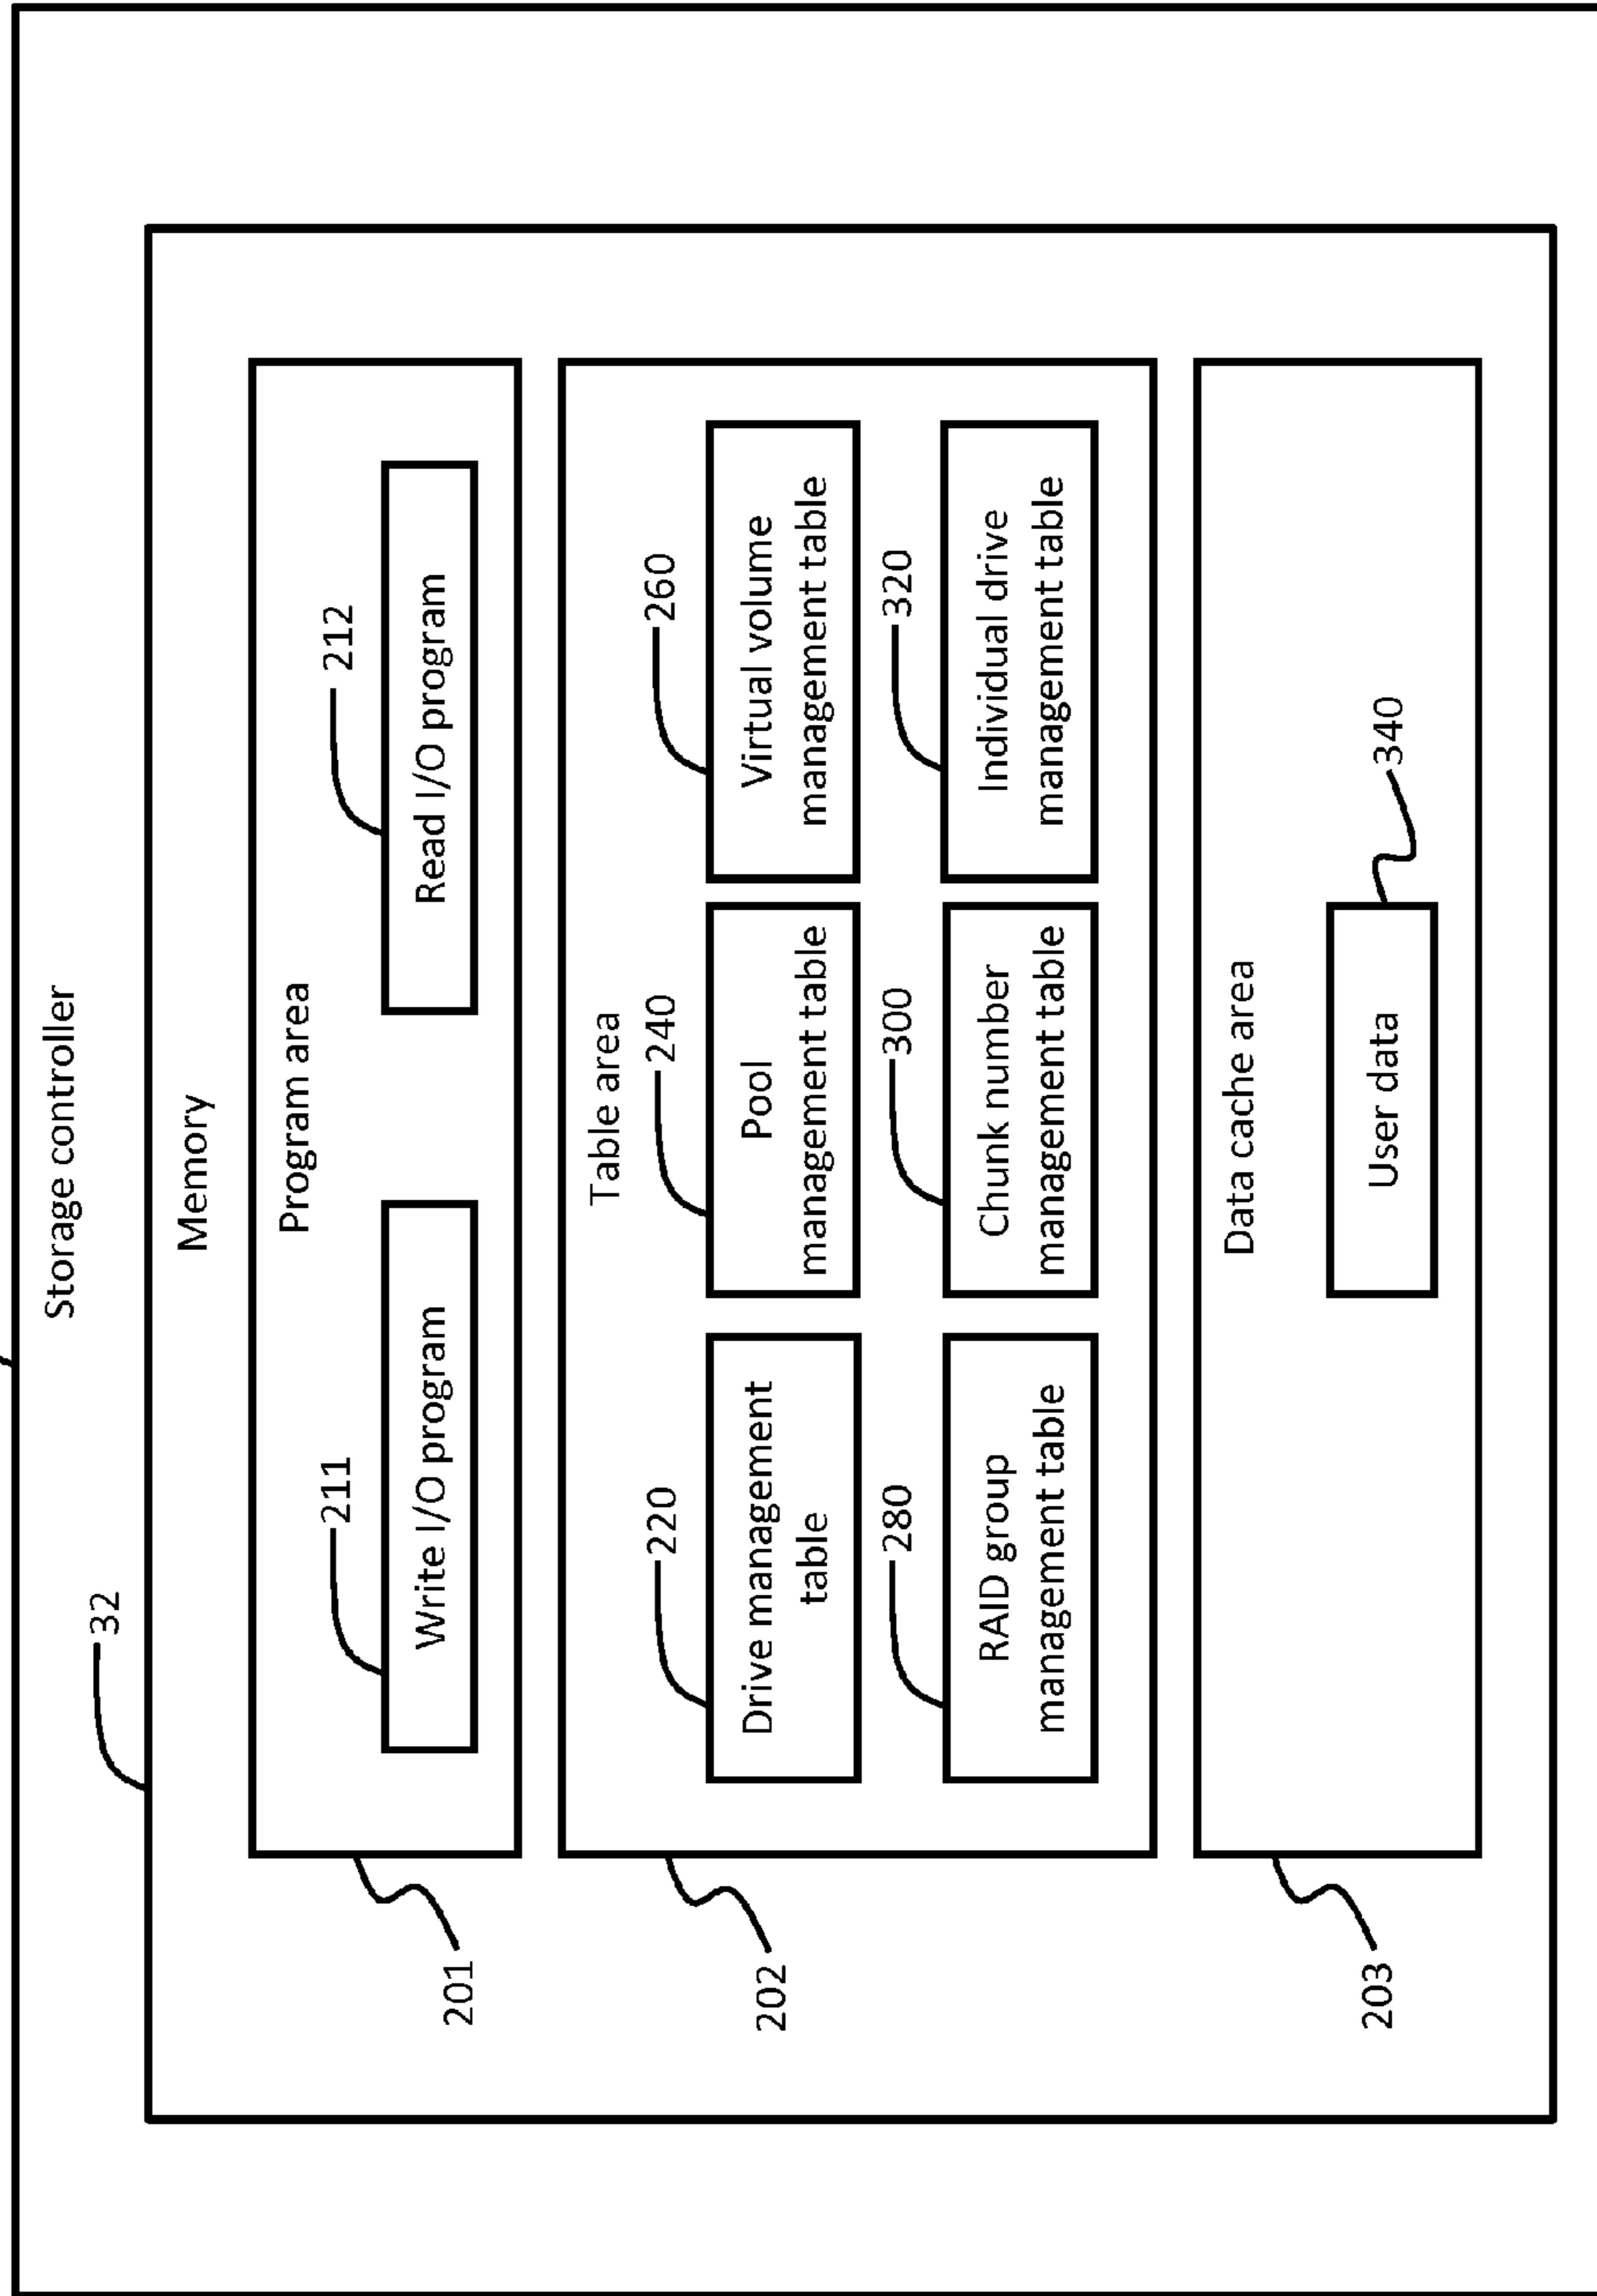 Storage controller
32
Memory
201
Program area
211
Write I/O program
212
Read I/O program
202
Table area
220
Drive management
table
240
Pool
management table
260
Virtual volume
management table
280
RAID group
management table
300
Chunk number
management table
320
Individual drive
management table
203
Data cache area
340
User data